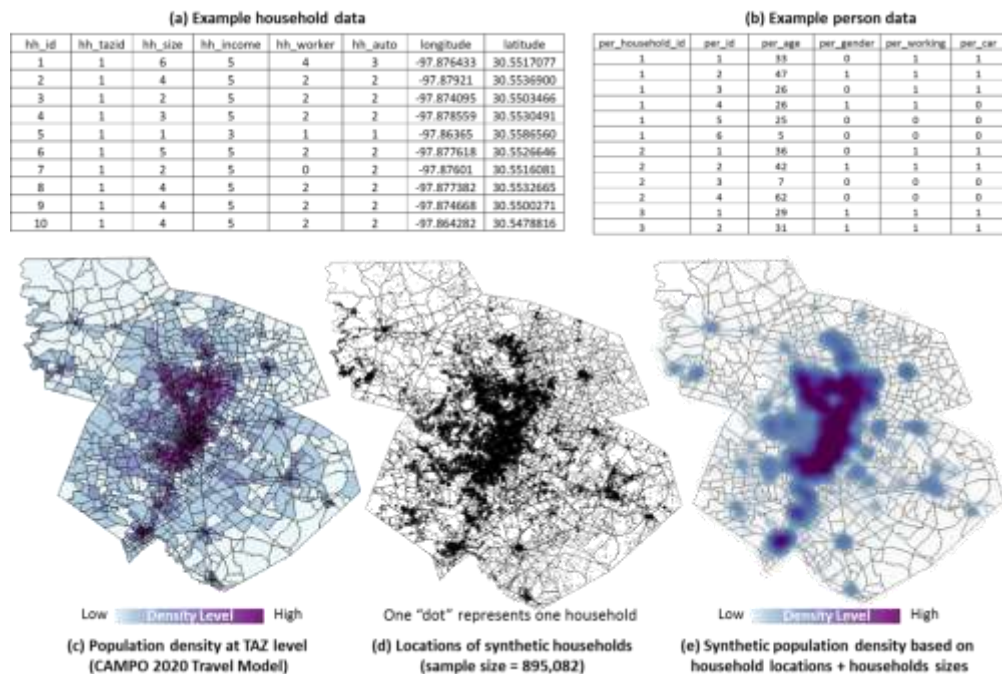 (a) Example household data
hh_id hh_tazid hh_size hh_income hh_worker hh_auto longitude latitude
1 1 6 5 4 3 -97.876433 30.5517077
2 1 4 5 2 2 -97.87921 30.5536900
3 1 2 5 2 2 -97.874095 30.5503466
4 1 3 5 2 2 -97.878559 30.5530491
5 1 1 3 1 1 -97.86365 30.5586560
6 1 5 5 2 2 -97.877618 30.5526646
7 1 2 5 0 2 -97.87601 30.5516081
8 1 4 5 2 2 -97.877382 30.5532665
9 1 4 5 2 2 -97.874668 30.5500271
10 1 4 5 2 2 -97.864282 30.5478816
(b) Example person data
per_household_id per_id per_age per_gender per_working per_car
1 1 33 0 1 1
1 2 47 1 1 1
1 3 26 0 1 1
1 4 26 1 1 0
1 5 25 0 0 0
1 6 5 0 0 0
2 1 36 0 1 1
2 2 42 1 1 1
2 3 7 0 0 0
2 4 62 0 0 0
3 1 29 1 1 1
3 2 31 1 1 1
Low Density Level High
(c) Population density at TAZ level
(CAMPO 2020 Travel Model)
One "dot" represents one household
(d) Locations of synthetic households
(sample size = 895,082)
Low Density Level High
(e) Synthetic population density based on
household locations + households sizes